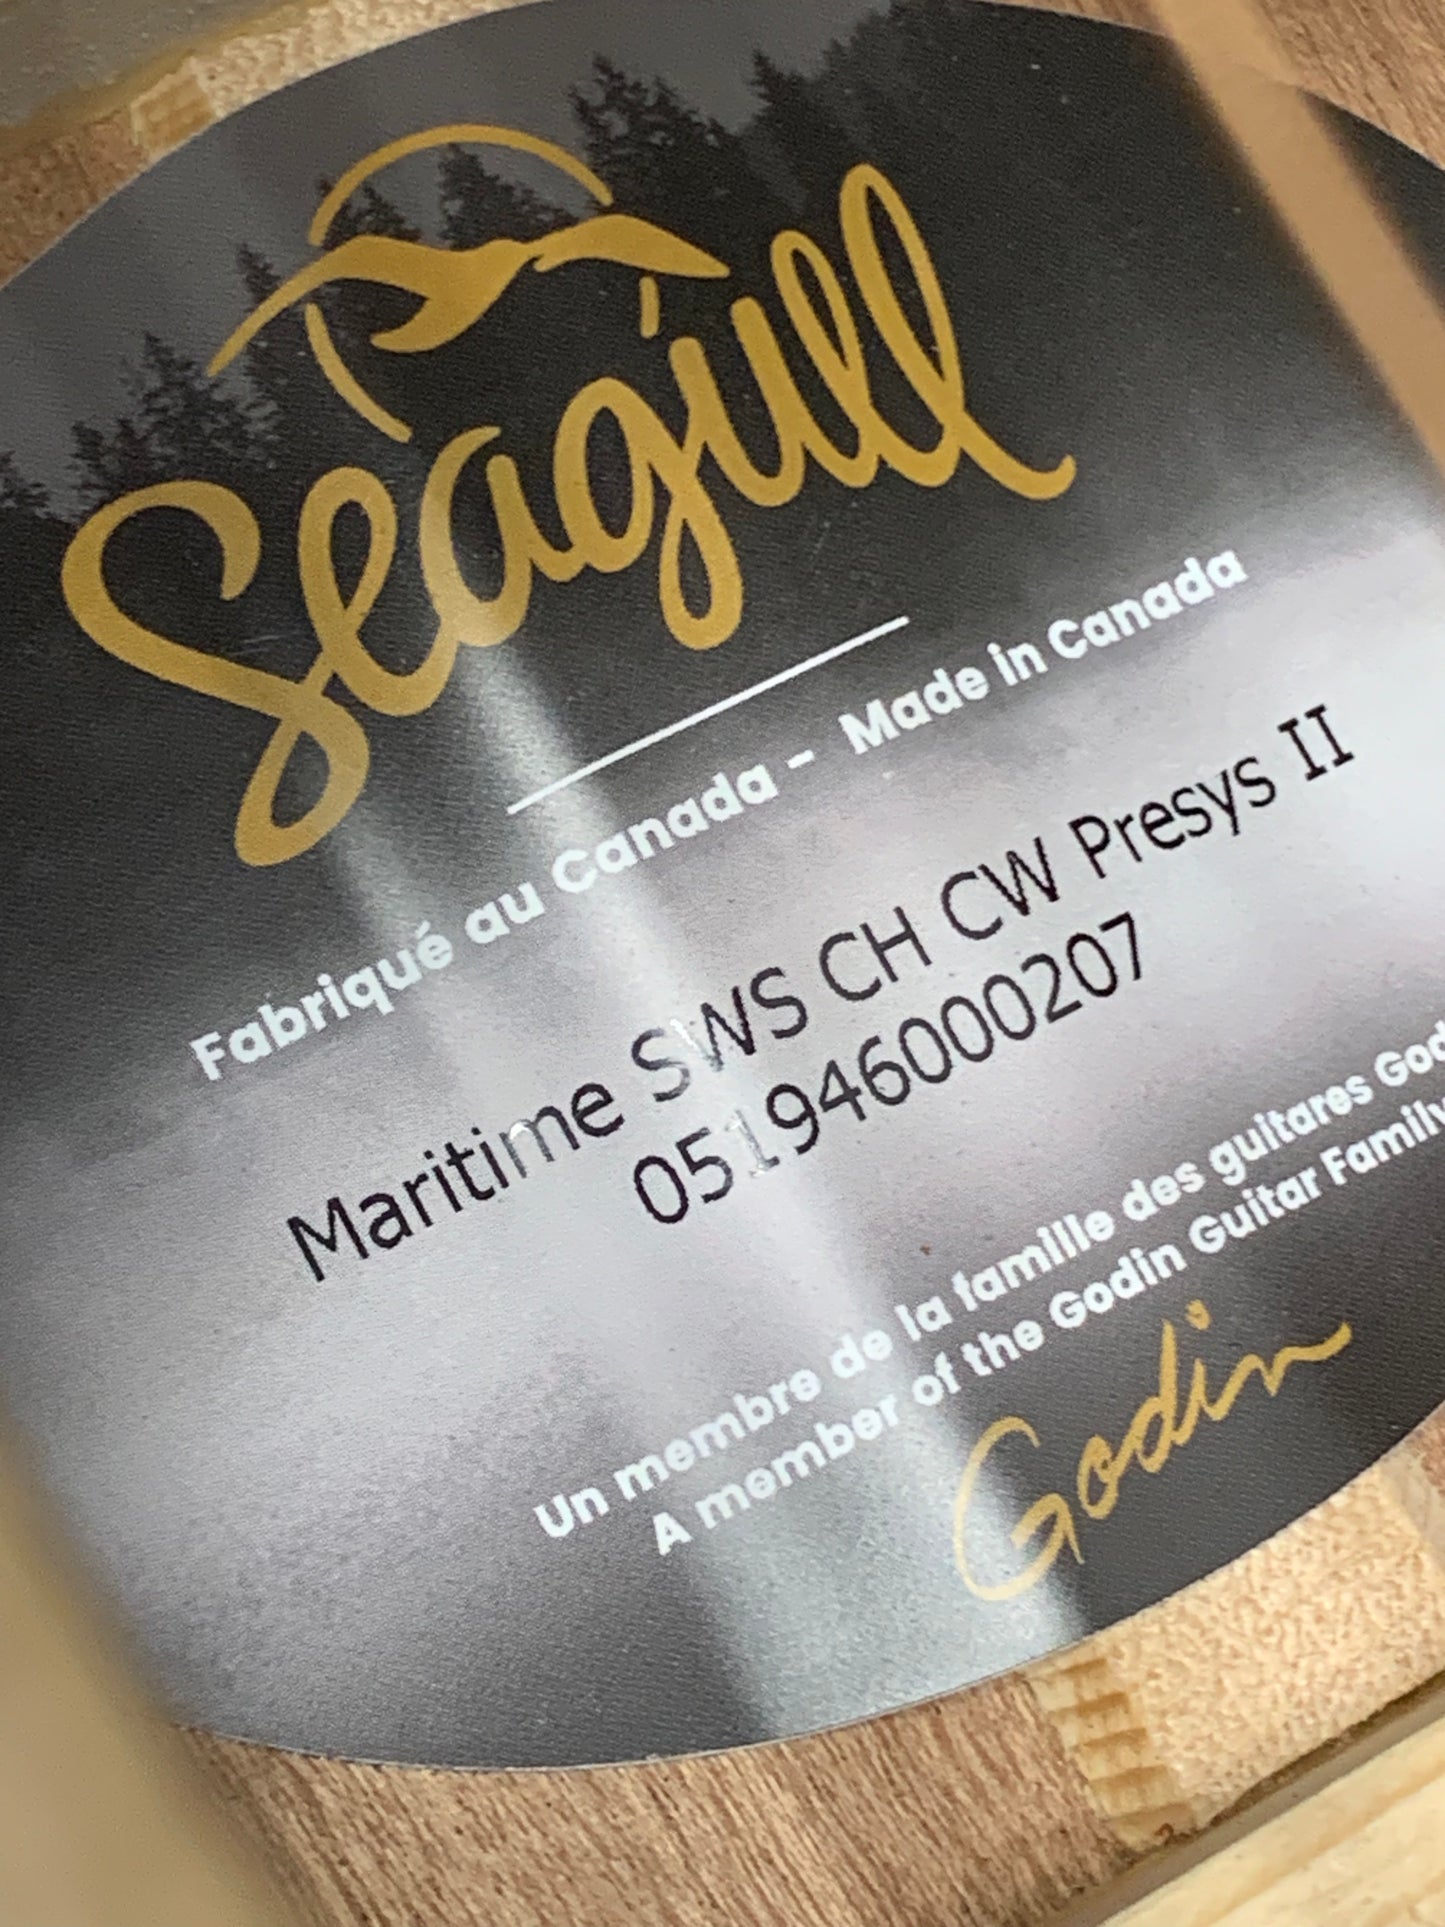 Seagull
Fabriqué au Canada - Made in Canada
Maritime SWS CH CW Presys II
051946000207
Un membre de la famille des guitares
A member of the Godin Guitar Family
Godin